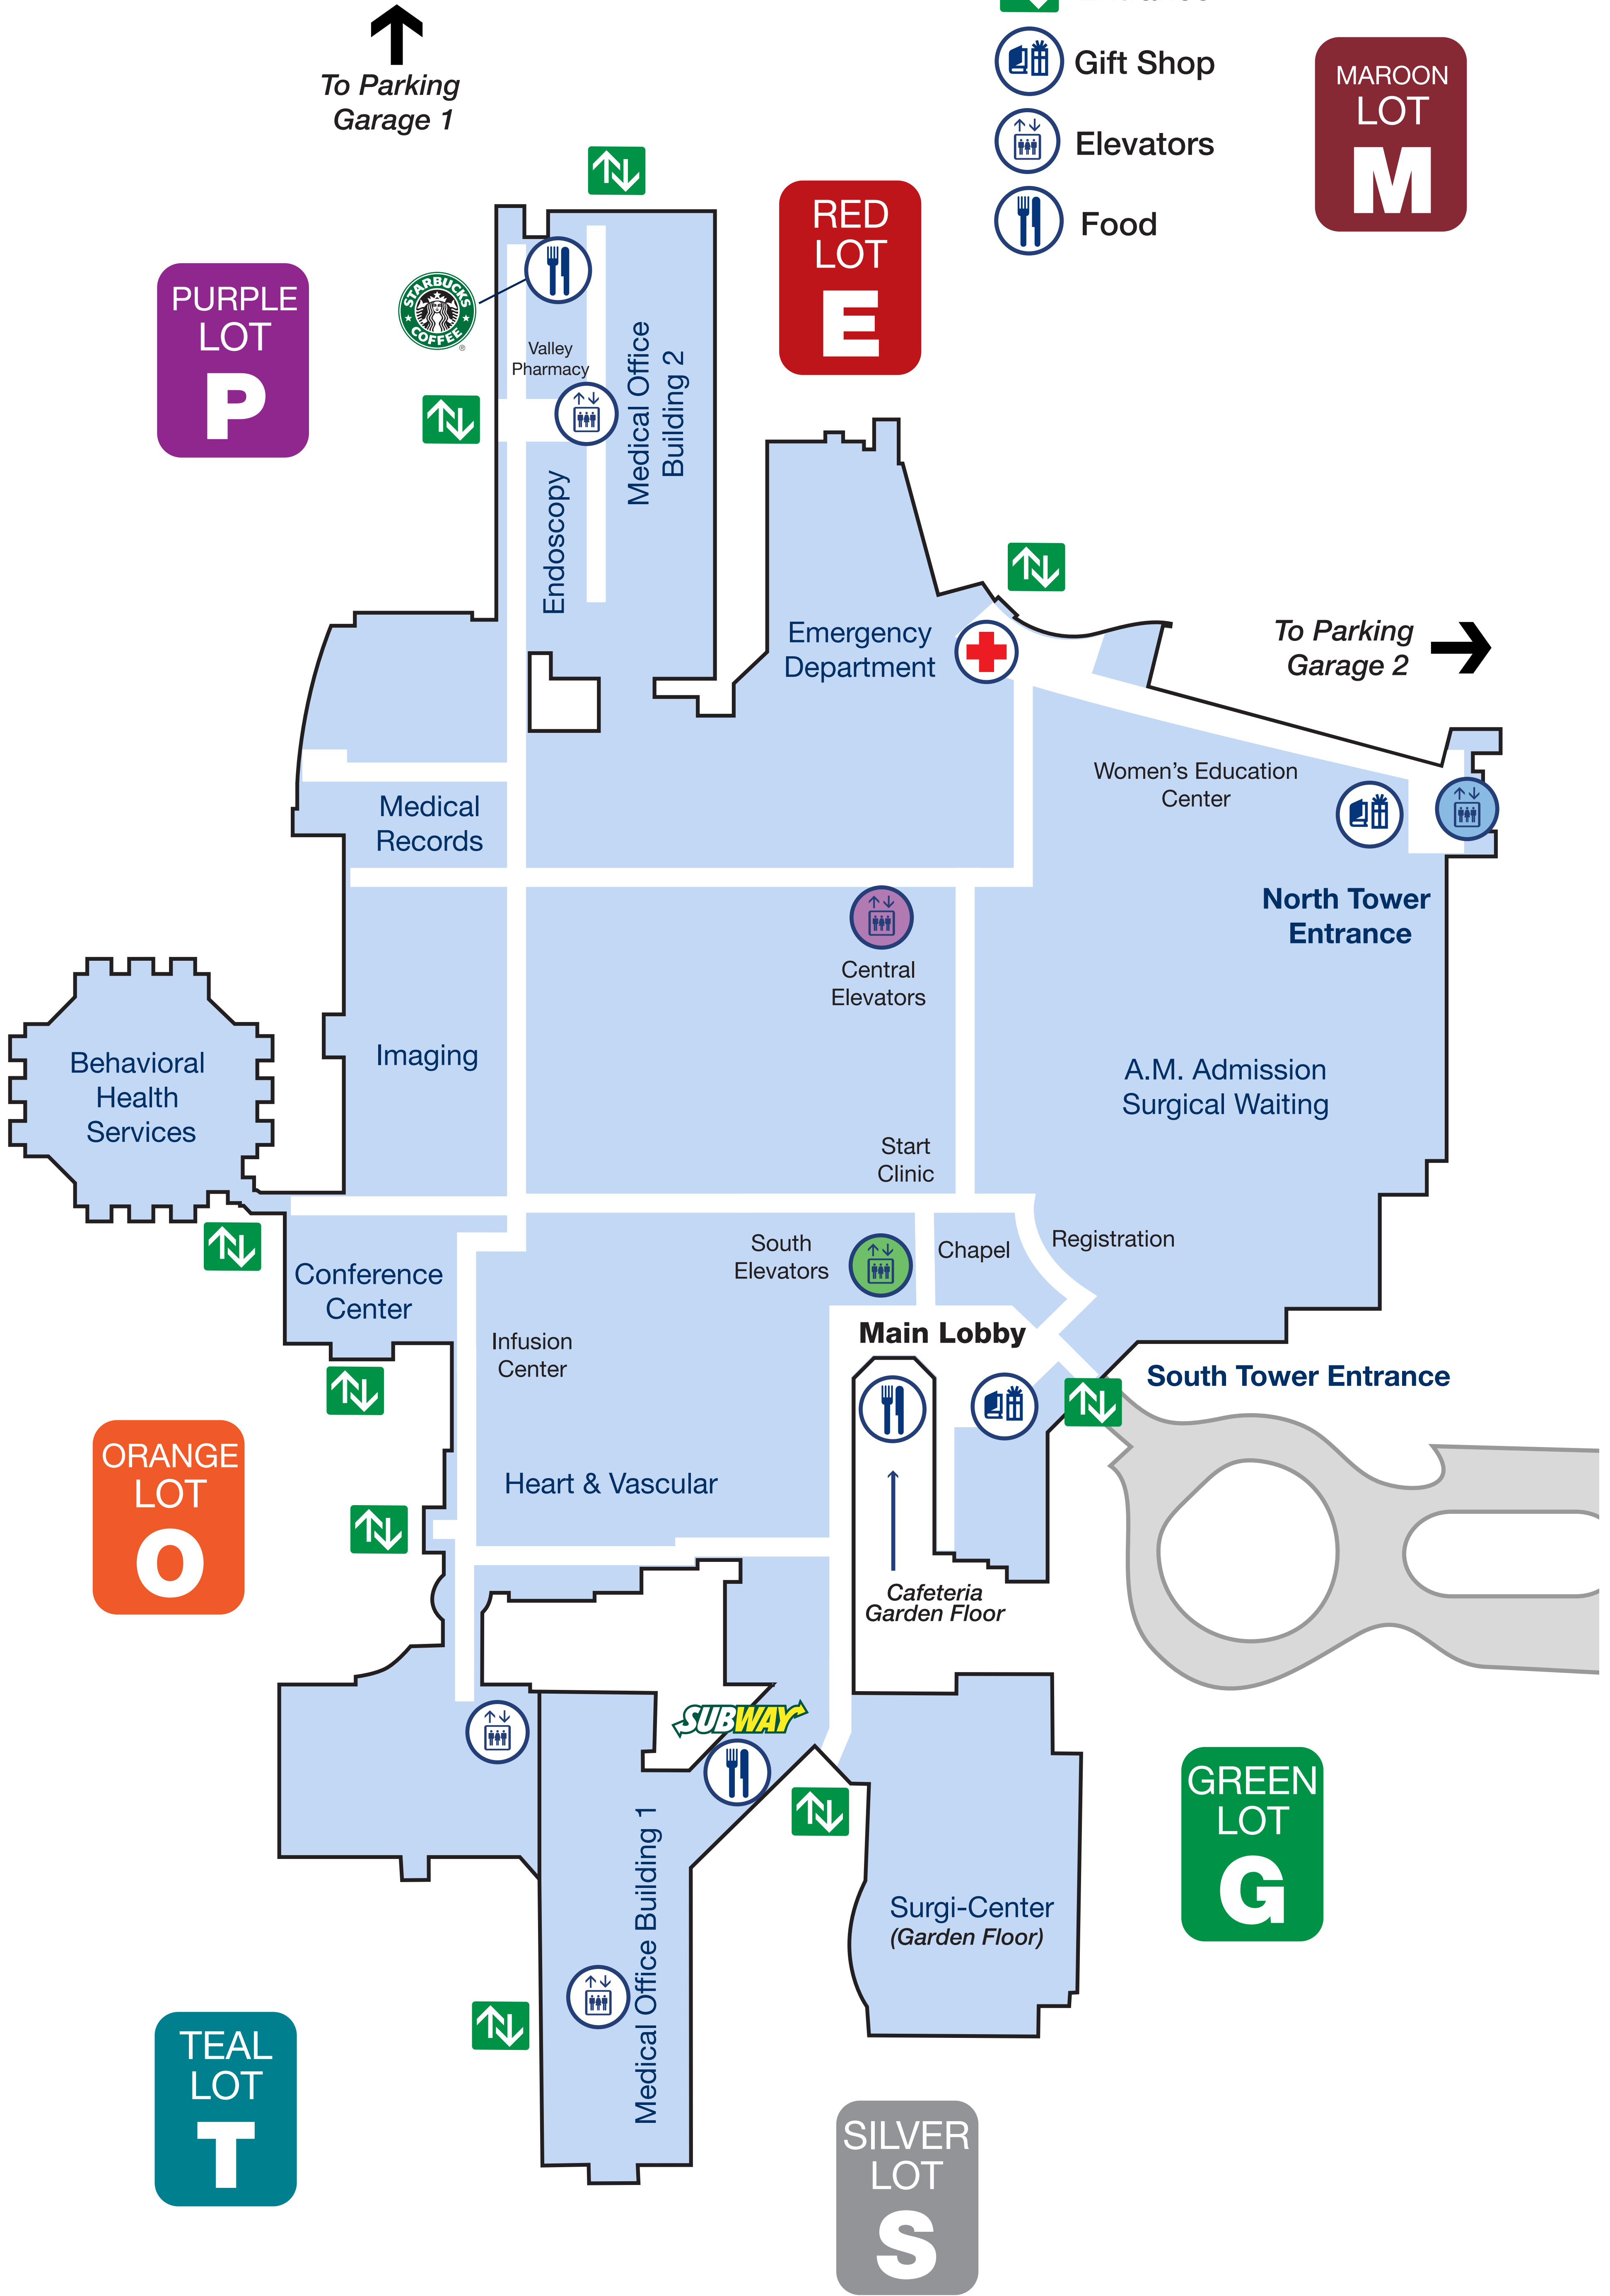 To Parking
Garage 1
Gift Shop
Elevators
Food
MAROON
LOT
M
RED
LOT
E
PURPLE
LOT
P
STARBUCKS
COFFEE
®
Valley
Pharmacy
Medical Office
Building 2
Endoscopy
Emergency
Department
To Parking
Garage 2
Women's Education
Center
Medical
Records
North Tower
Entrance
Central
Elevators
Behavioral
Health
Services
Imaging
A.M. Admission
Surgical Waiting
Start
Clinic
South
Elevators
Chapel
Registration
Conference
Center
Infusion
Center
Main Lobby
South Tower Entrance
ORANGE
LOT
O
Heart & Vascular
Cafeteria
Garden Floor
SUBWAY
GREEN
LOT
G
Medical Office Building 1
Surgi-Center
(Garden Floor)
TEAL
LOT
T
SILVER
LOT
S